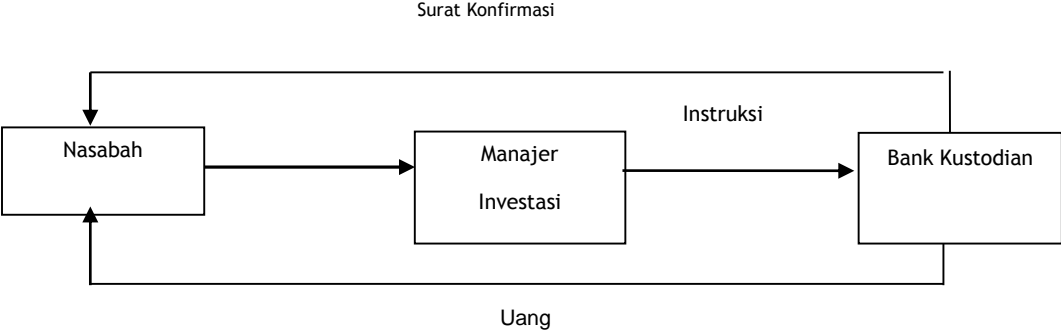 Surat Konfirmasi
Instruksi
Nasabah
Manajer
Investasi
Bank Kustodian
Uang